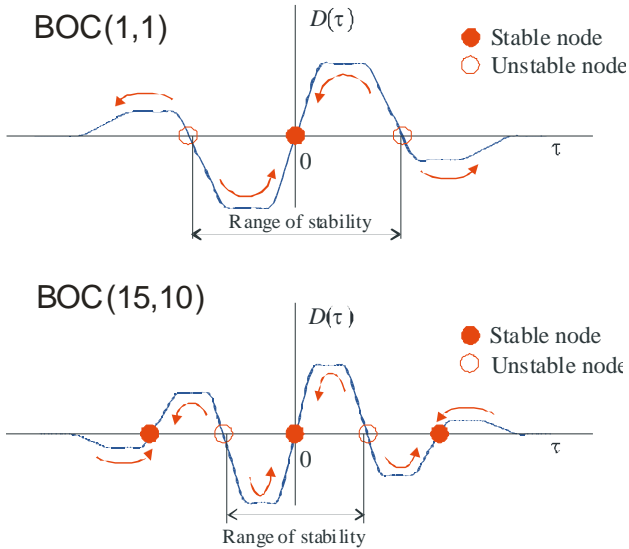 BOC(1,1)
D(τ)
Stable node
Unstable node
0
τ
Range of stability
BOC(15,10)
D(τ)
Stable node
Unstable node
0
τ
Range of stability